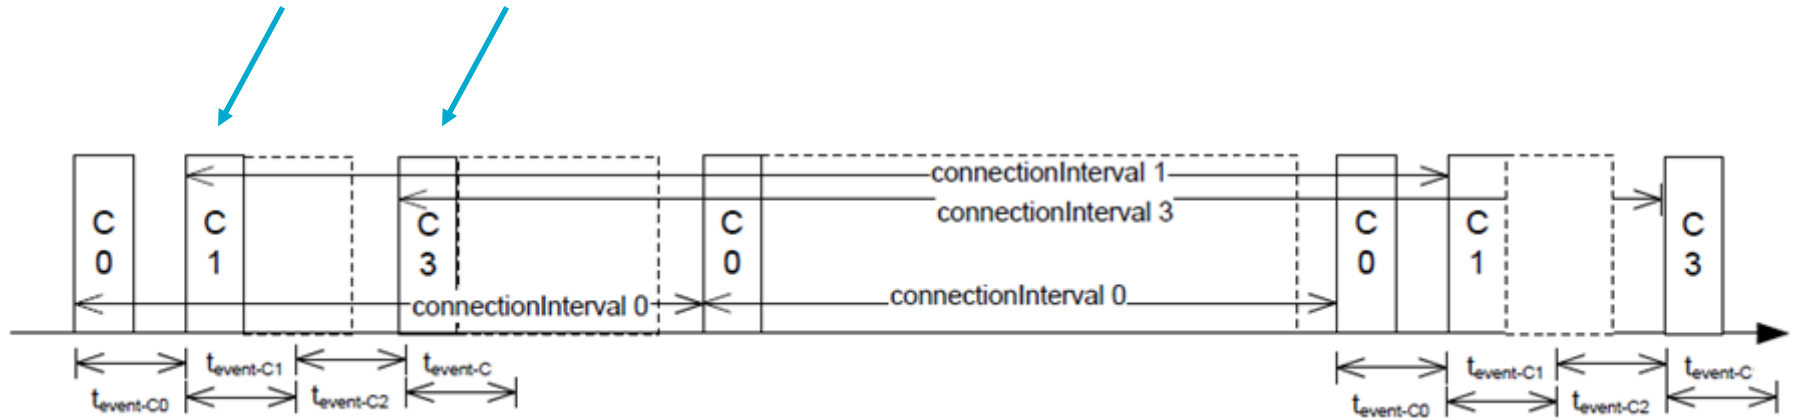 C 0
C 1
C 3
C 0
C 0
C 1
C 3
connectionInterval 1
connectionInterval 3
connectionInterval 0
connectionInterval 0
tevent-C0
tevent-C1
tevent-C2
tevent-C
tevent-C0
tevent-C1
tevent-C2
tevent-C